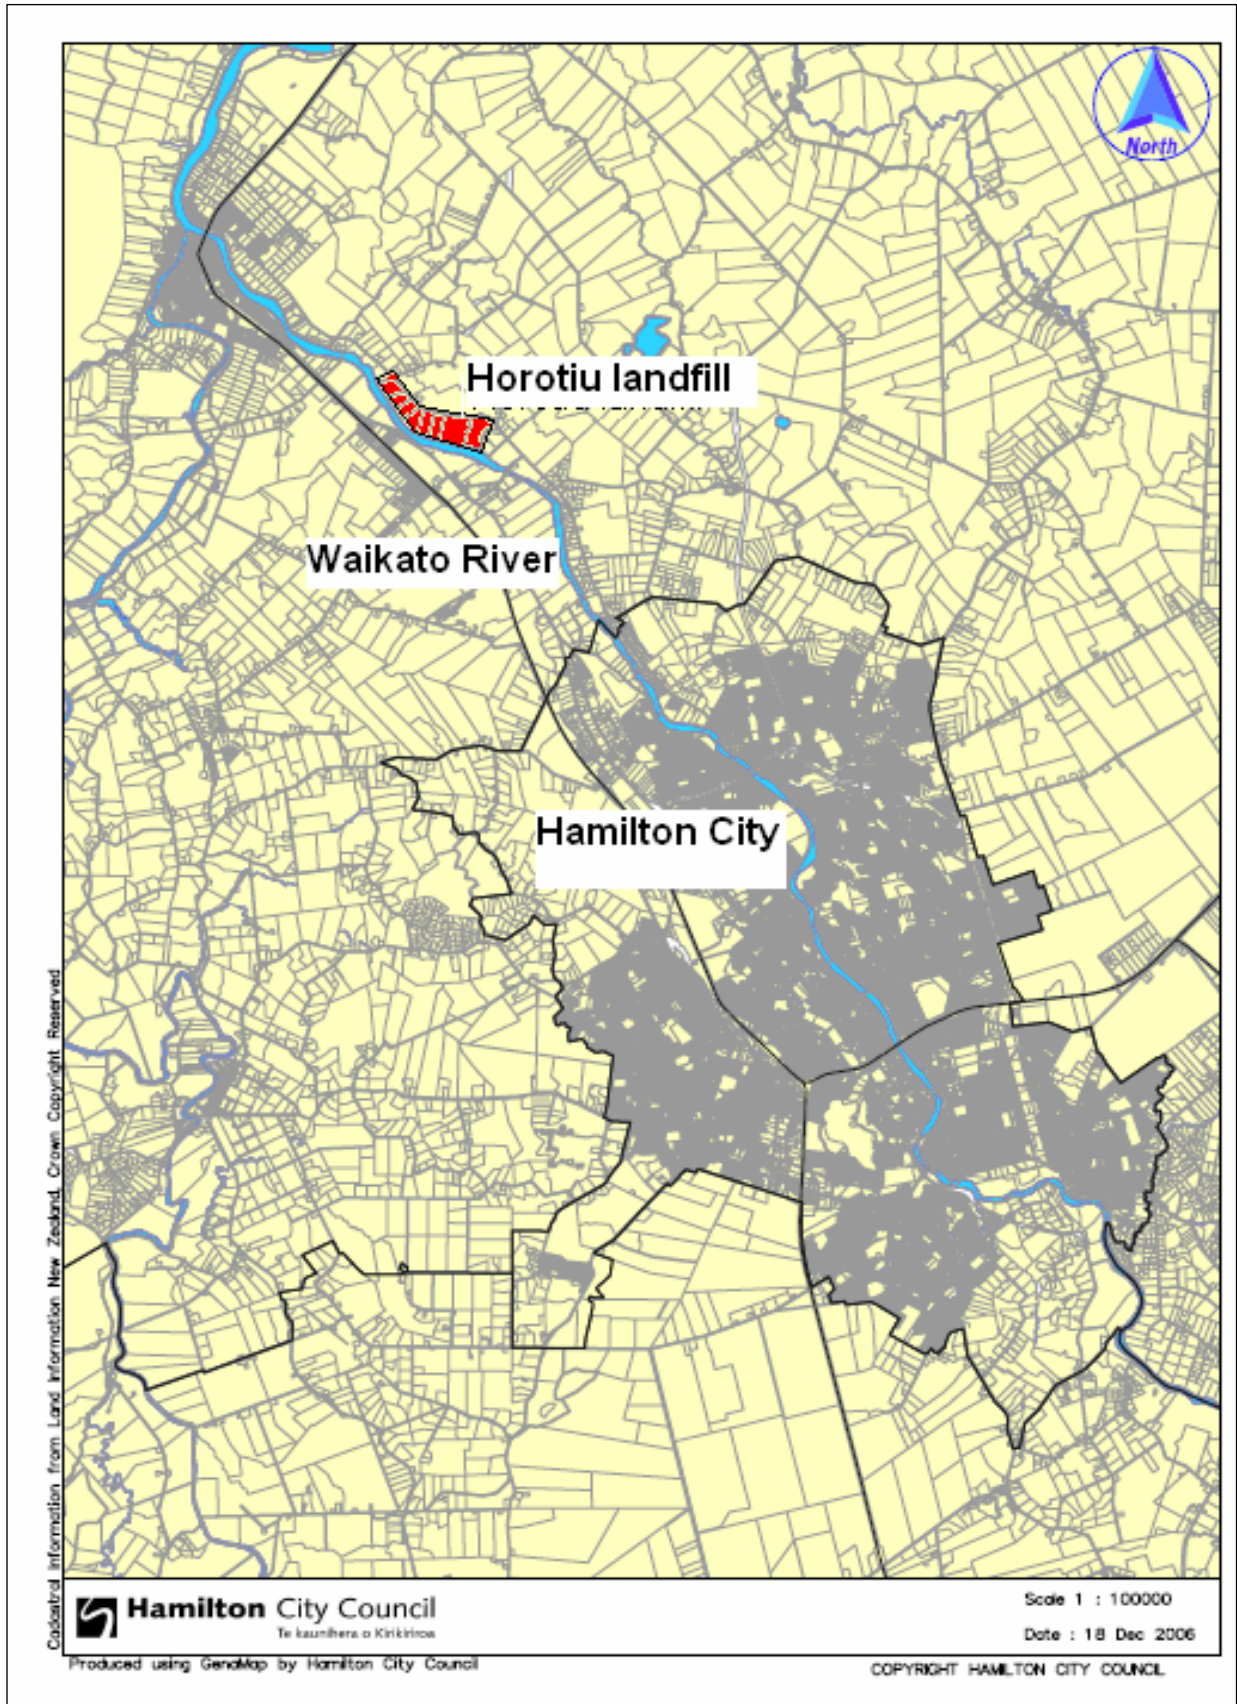 North
Horotiu landfill
Waikato River
Hamilton City
Cadastral Information from Land Information New Zealand, Crown Copyright Reserved
Hamilton City Council
Te kaunihera o Kirikiriroa
Scale 1 : 100000
Date : 18 Dec 2006
Produced using GenaMap by Hamilton City Council
COPYRIGHT HAMILTON CITY COUNCIL